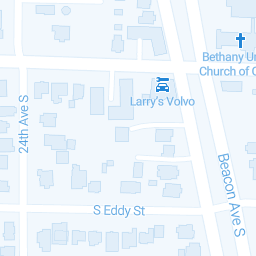 Bethany Un
Church of C
Larry's Volvo
24th Ave S
Beacon Ave S
S Eddy St